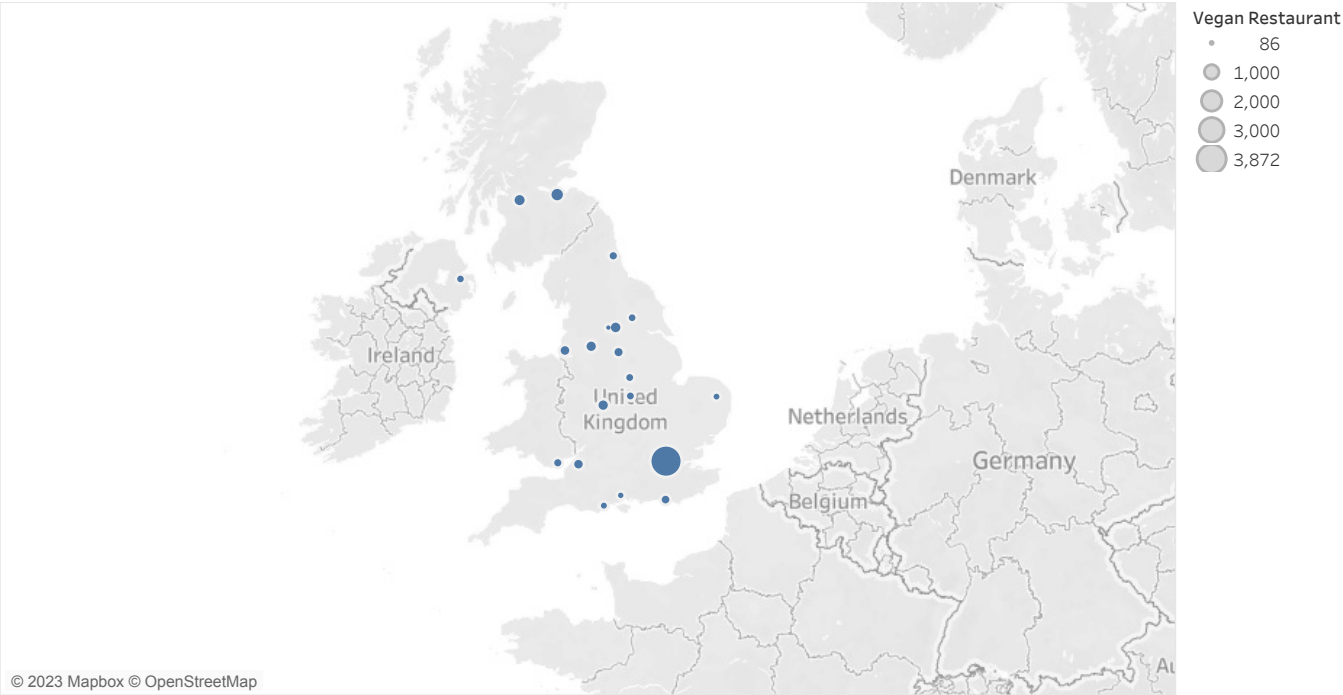 Vegan Restaurant
86
1,000
2,000
3,000
3,872
Denmark
Ireland
United
Kingdom
Netherlands
Germany
Belgium
Au
© 2023 Mapbox © OpenStreetMap